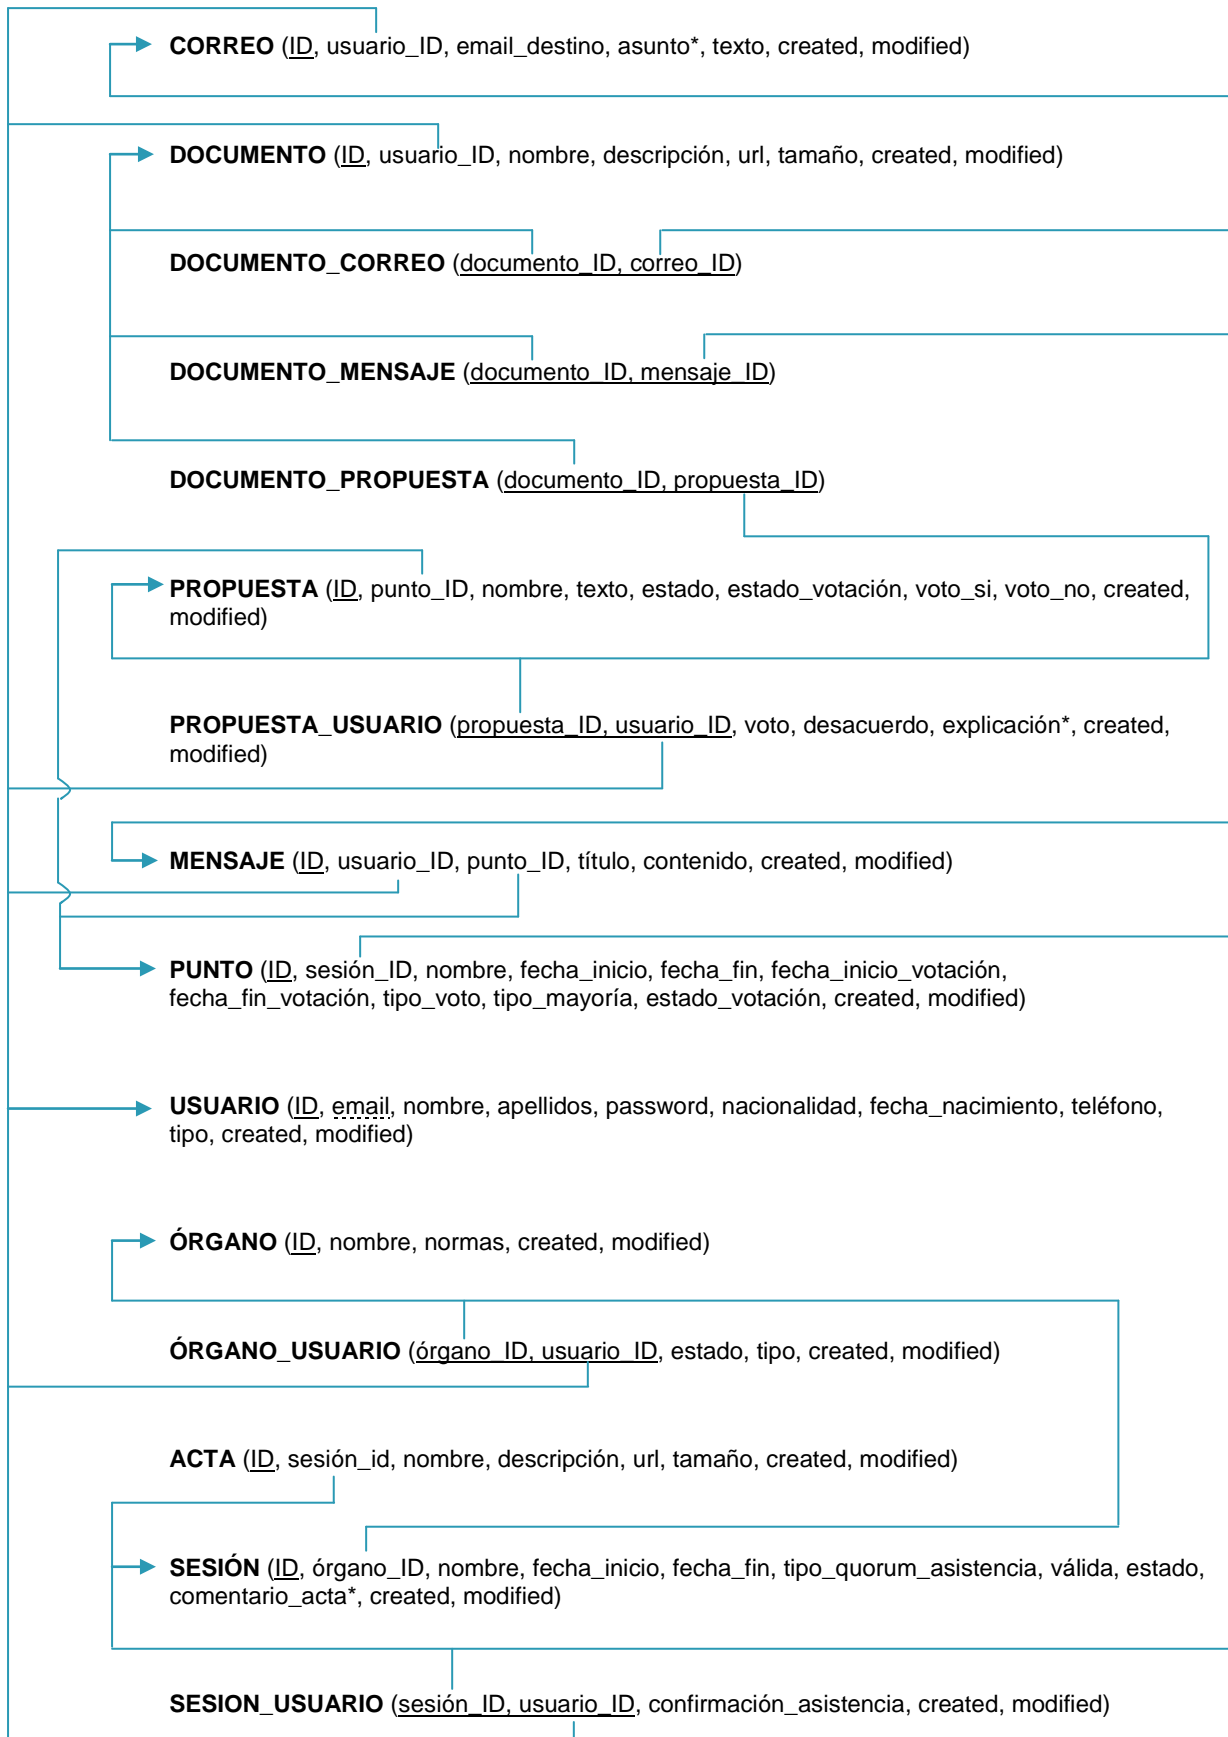 CORREO (ID, usuario_ID, email_destino, asunto*, texto, created, modified)
DOCUMENTO (ID, usuario_ID, nombre, descripción, url, tamaño, created, modified)
DOCUMENTO_CORREO (documento_ID, correo_ID)
DOCUMENTO_MENSAJE (documento_ID, mensaje_ID)
DOCUMENTO_PROPUESTA (documento_ID, propuesta_ID)
PROPUESTA (ID, punto_ID, nombre, texto, estado, estado_votación, voto_si, voto_no, created,
modified)
PROPUESTA_USUARIO (propuesta_ID, usuario_ID, voto, desacuerdo, explicación*, created,
modified)
MENSAJE (ID, usuario_ID, punto_ID, título, contenido, created, modified)
PUNTO (ID, sesión_ID, nombre, fecha_inicio, fecha_fin, fecha_inicio_votación,
fecha_fin_votación, tipo_voto, tipo_mayoría, estado_votación, created, modified)
USUARIO (ID, email, nombre, apellidos, password, nacionalidad, fecha_nacimiento, teléfono,
tipo, created, modified)
ÓRGANO (ID, nombre, normas, created, modified)
ÓRGANO_USUARIO (órgano_ID, usuario_ID, estado, tipo, created, modified)
ACTA (ID, sesión_id, nombre, descripción, url, tamaño, created, modified)
SESIÓN (ID, órgano_ID, nombre, fecha_inicio, fecha_fin, tipo_quorum_asistencia, válida, estado,
comentario_acta*, created, modified)
SESION_USUARIO (sesión_ID, usuario_ID, confirmación_asistencia, created, modified)